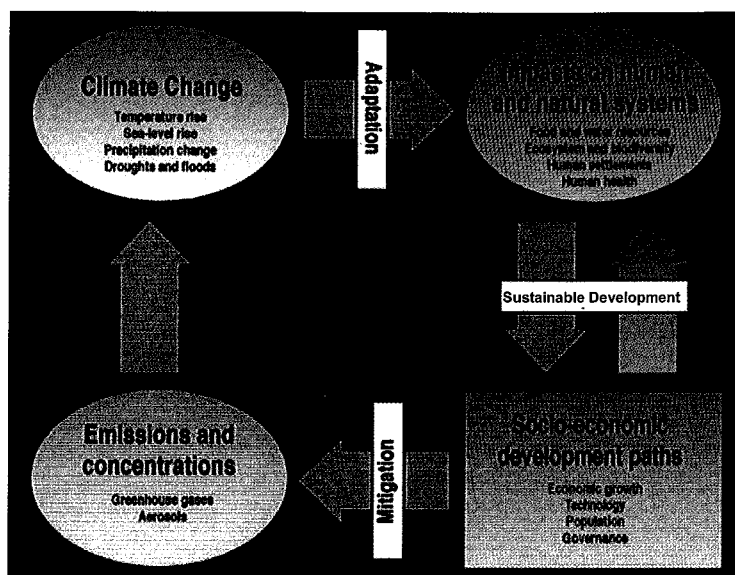 Climate Change
Temperature rise
Sea-level rise
Precipitation change
Droughts and floods
Adaptation
Impacts on human
and natural systems
Food and water resources
Ecosystem and biodiversity
Human settlements
Human health
Sustainable Development
Emissions and
concentrations
Greenhouse gases
Aerosols
Mitigation
Socio-economic
development paths
Economic growth
Technology
Population
Governance